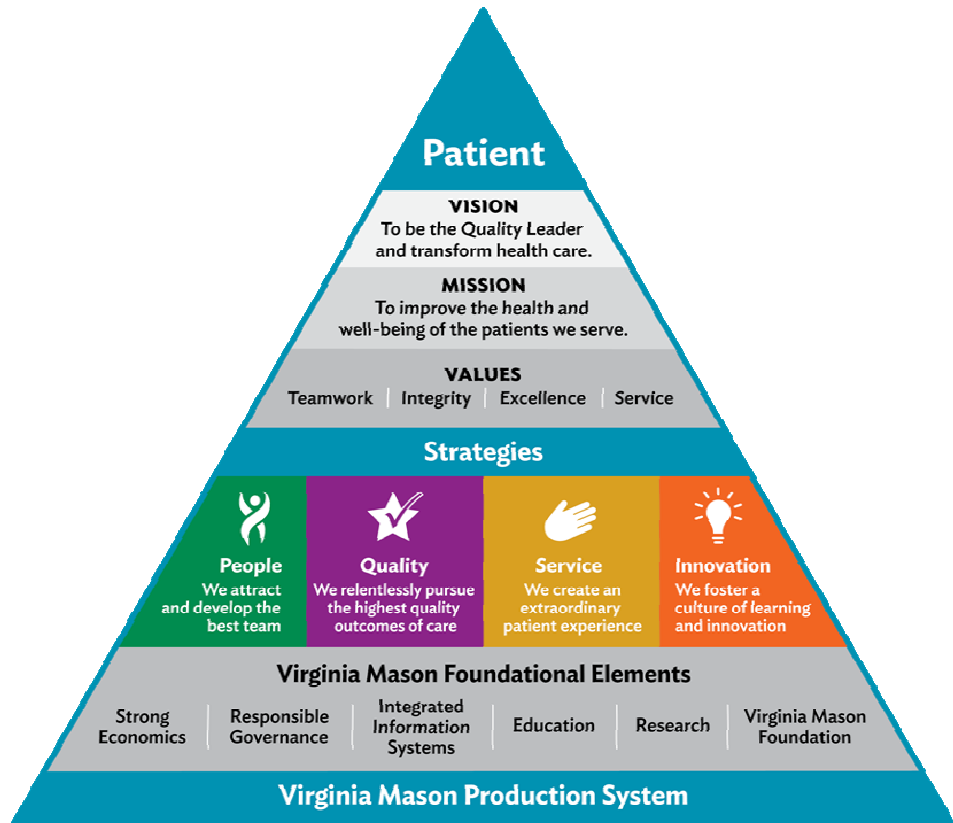 Patient
VISION
To be the Quality Leader
and transform health care.
MISSION
To improve the health and
well-being of the patients we serve.
VALUES
Teamwork Integrity Excellence Service
Strategies
People
We attract
and develop the
best team
Quality
We relentlessly pursue
the highest quality
outcomes of care
Service
We create an
extraordinary
patient experience
Innovation
We foster a
culture of learning
and innovation
Virginia Mason Foundational Elements
Strong
Economics
Responsible
Governance
Integrated
Information
Systems
Education
Research
Virginia Mason
Foundation
Virginia Mason Production System